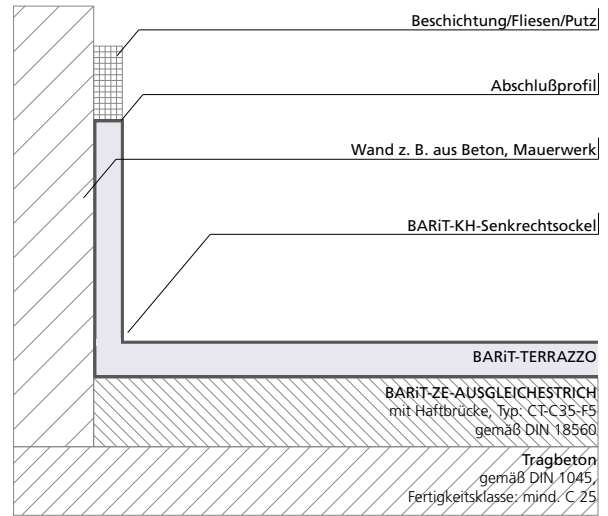 Beschichtung/Fliesen/Putz
Abschlußprofil
Wand z. B. aus Beton, Mauerwerk
BARiT-KH-Senkrechtsockel
BARiT-TERRAZZO
BARiT-ZE-AUSGLEICHESTRICH
mit Haftbrücke, Typ: CT-C35-F5
gemäß DIN 18560
Tragbeton
gemäß DIN 1045,
Fertigkeitsklasse: mind. C 25